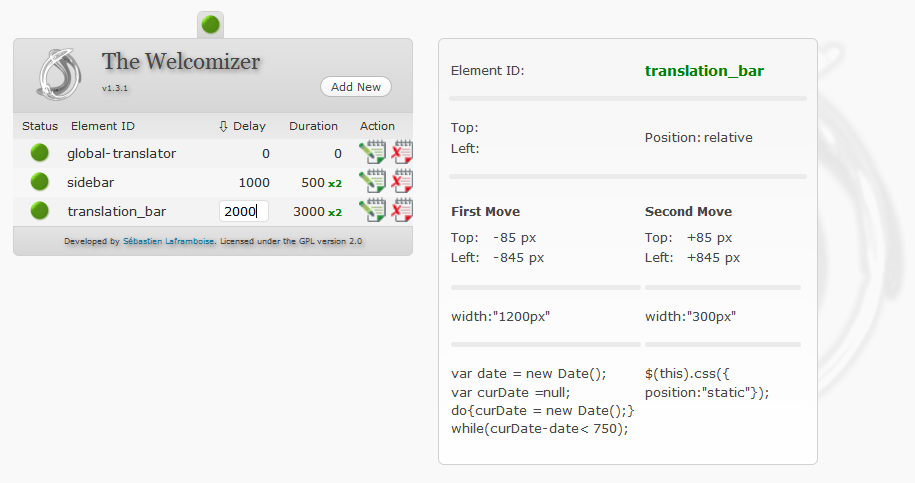 The Welcomizer
v1.3.1
Add New
Status Element ID ⇩ Delay Duration Action
global-translator 0 0
sidebar 1000 500 x2
translation_bar 2000 3000 x2
Developed by Sébastien Laframboise. Licensed under the GPL version 2.0
Element ID: translation_bar
Top:
Left:
Position: relative
First Move Second Move
Top: -85 px Top: +85 px
Left: -845 px Left: +845 px
width:"1200px" width:"300px"
var date = new Date();
var curDate =null;
do{curDate = new Date();}
while(curDate-date< 750);
$(this).css({
position:"static"});